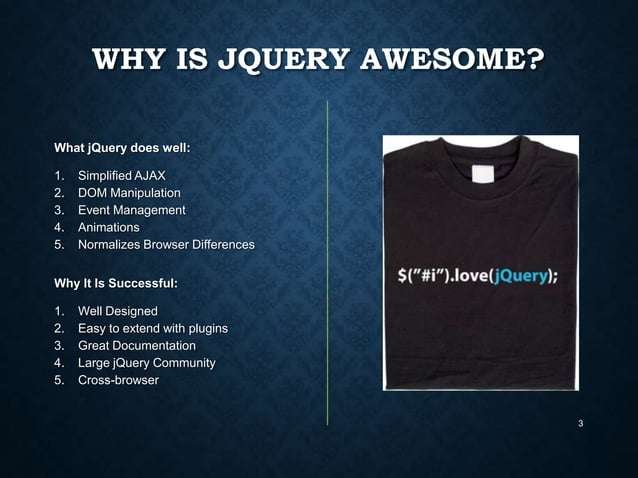 WHY IS JQUERY AWESOME?
What jQuery does well:
1. Simplified AJAX
2. DOM Manipulation
3. Event Management
4. Animations
5. Normalizes Browser Differences
Why It Is Successful:
1. Well Designed
2. Easy to extend with plugins
3. Great Documentation
4. Large jQuery Community
5. Cross-browser
$("#i").love(jQuery);
3